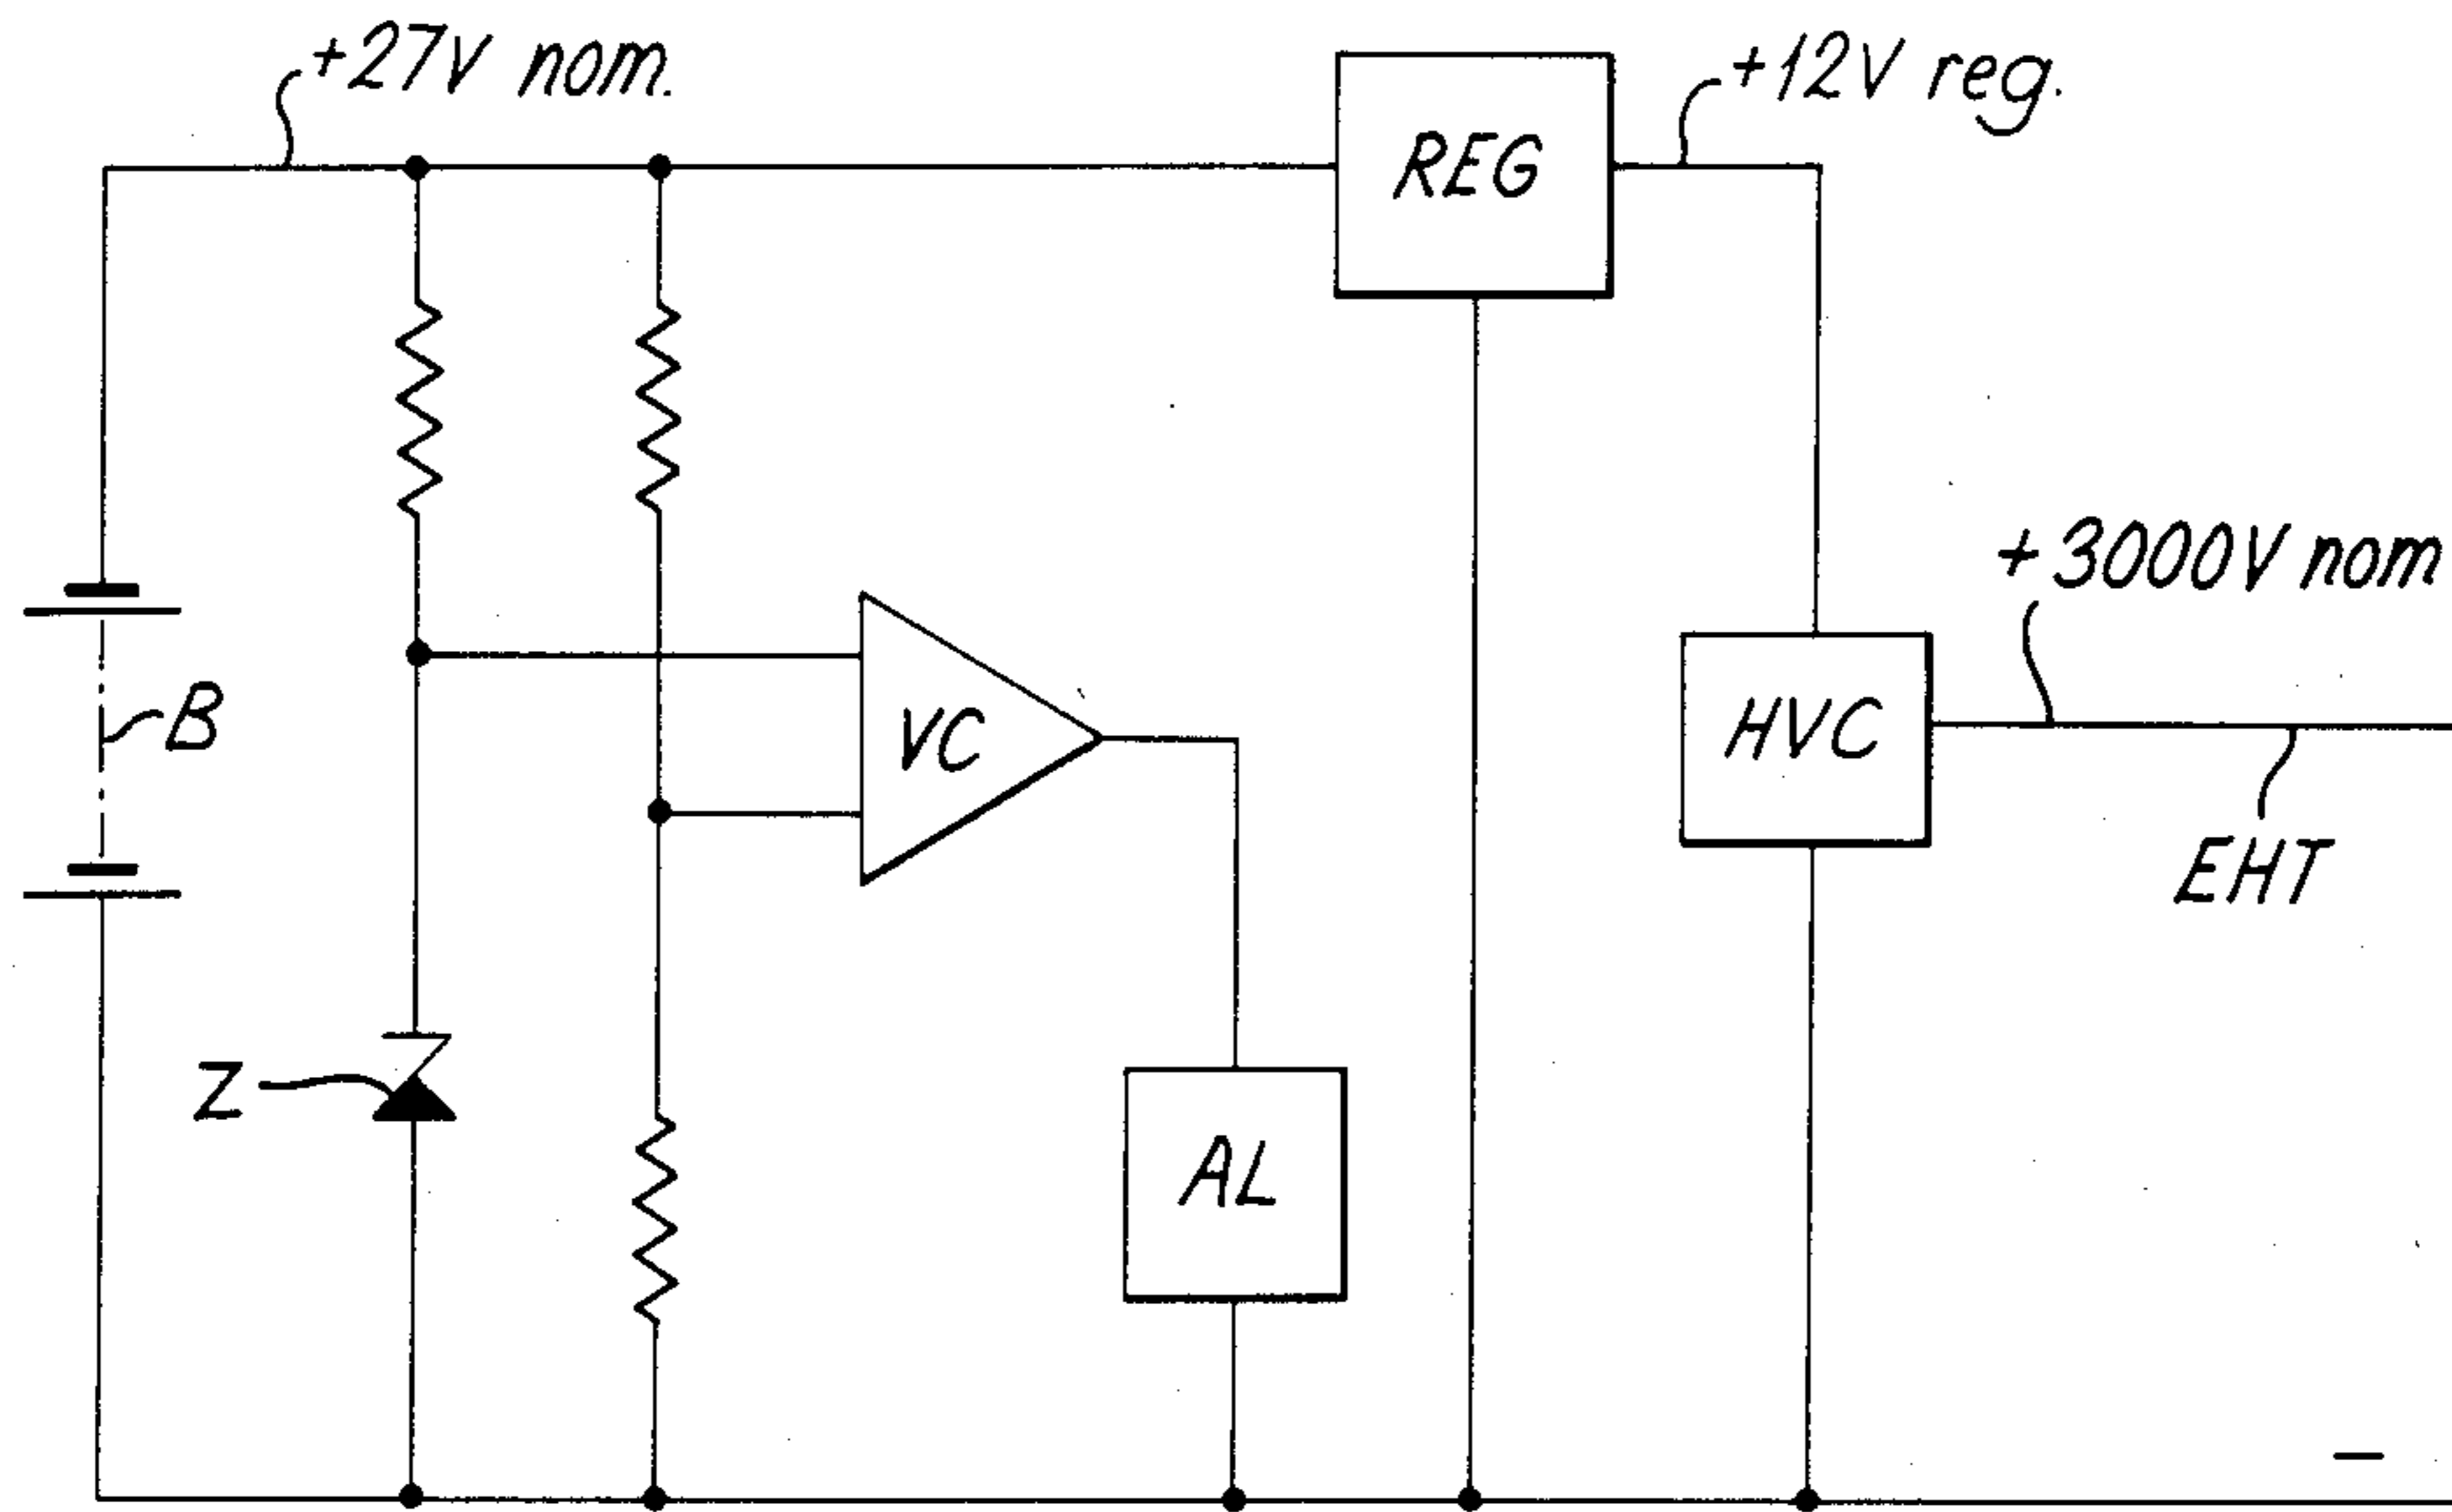 +27V nom.
+12V reg.
REG
+3000V nom
B
VC
HVC
EHT
Z
AL
–